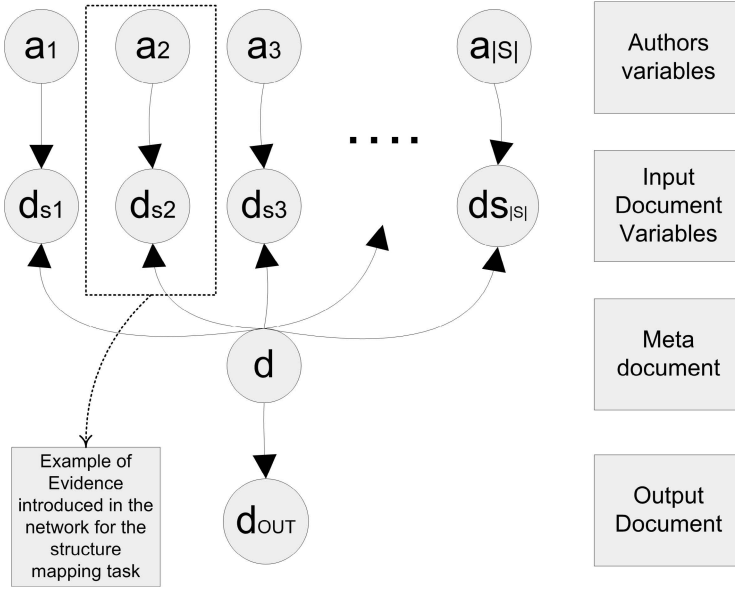 a1
a2
a3
a|S|
Authors
variables
ds1
ds2
ds3
ds|S|
Input
Document
Variables
d
Meta
document
Example of
Evidence
introduced in the
network for the
structure
mapping task
dOUT
Output
Document